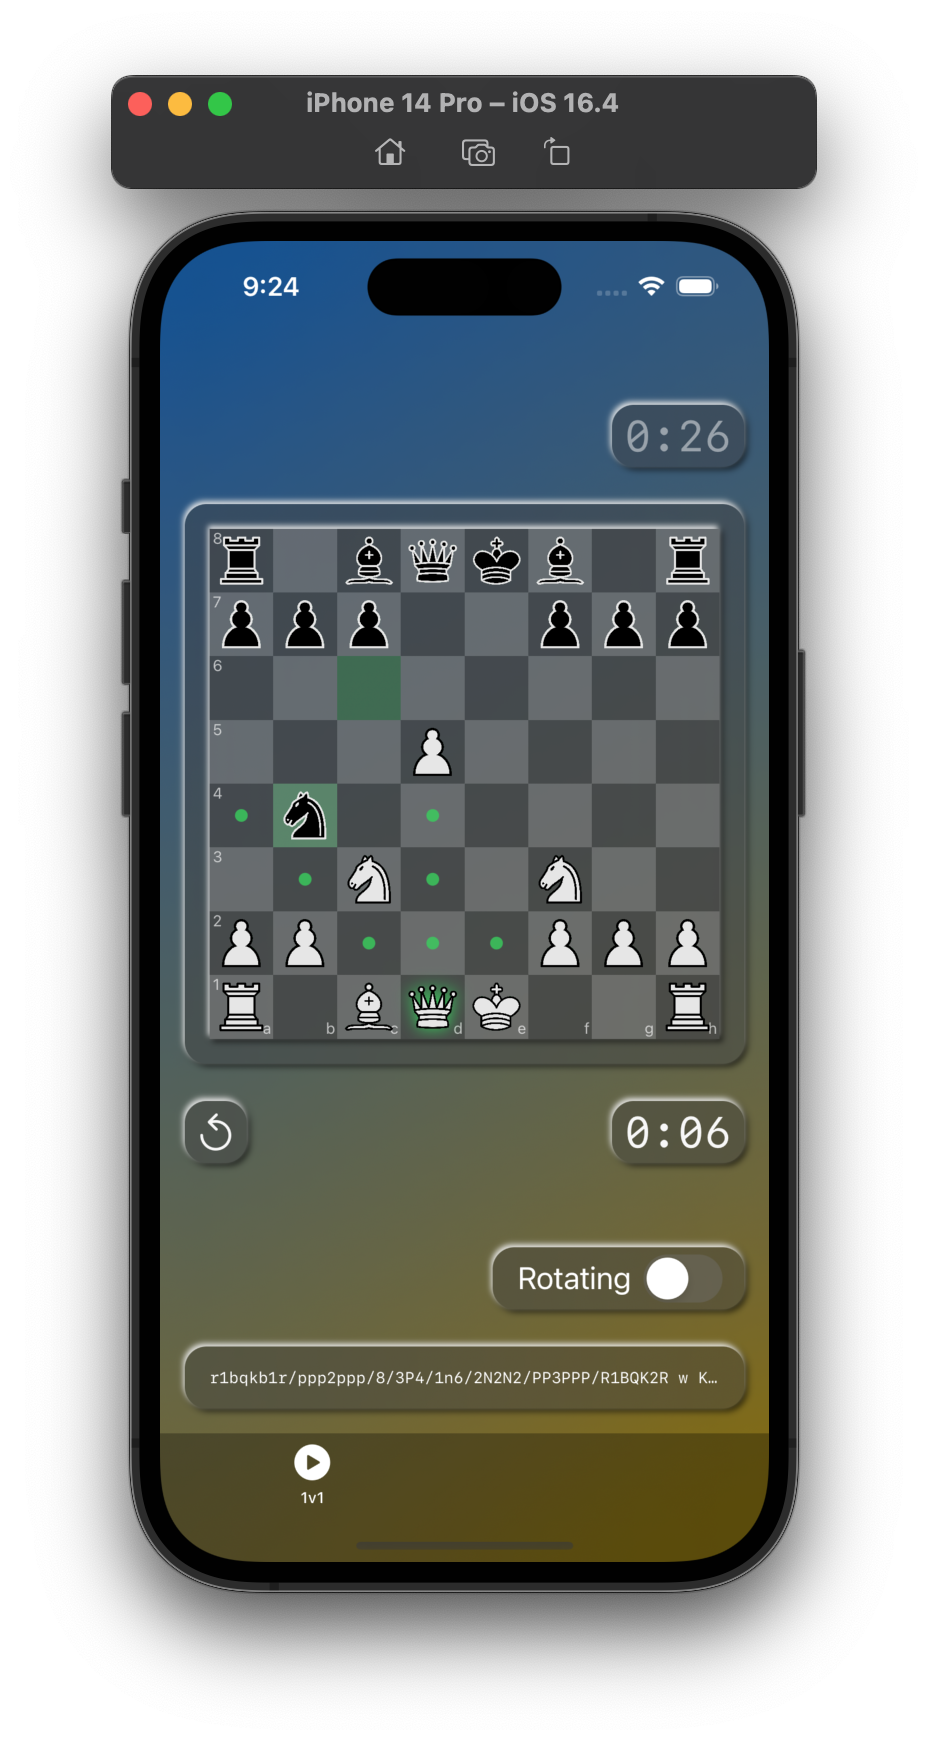 iPhone 14 Pro – iOS 16.4
9:24
0:26
8
7
6
5
4
3
2
1
a b c d e f g h
0:06
Rotating
r1bqkb1r/ppp2ppp/8/3P4/1n6/2N2N2/PP3PPP/R1BQK2R w K…
1v1